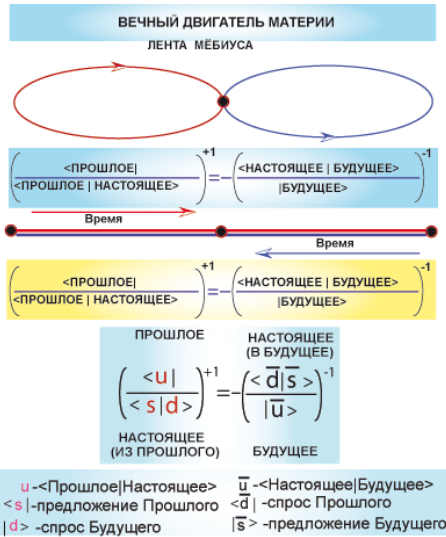 ВЕЧНЫЙ ДВИГАТЕЛЬ МАТЕРИИ
ЛЕНТА МЁБИУСА
(<ПРОШЛОЕ| / <ПРОШЛОЕ | НАСТОЯЩЕЕ>)⁺¹ = -(<НАСТОЯЩЕЕ | БУДУЩЕЕ> / |БУДУЩЕЕ>)⁻¹
Время
Время
(<ПРОШЛОЕ| / <ПРОШЛОЕ | НАСТОЯЩЕЕ>)⁺¹ = -(<НАСТОЯЩЕЕ | БУДУЩЕЕ> / |БУДУЩЕЕ>)⁻¹
ПРОШЛОЕ НАСТОЯЩЕЕ
(В БУДУЩЕЕ)
(<u| / <s|d>)⁺¹ = -(<d̅|s̅> / |u̅>)⁻¹
НАСТОЯЩЕЕ БУДУЩЕЕ
(ИЗ ПРОШЛОГО)
u -<Прошлое|Настоящее> u̅ -<Настоящее|Будущее>
<s| -предложение Прошлого <d̅| -спрос Прошлого
|d> -спрос Будущего |s̅> -предложение Будущего